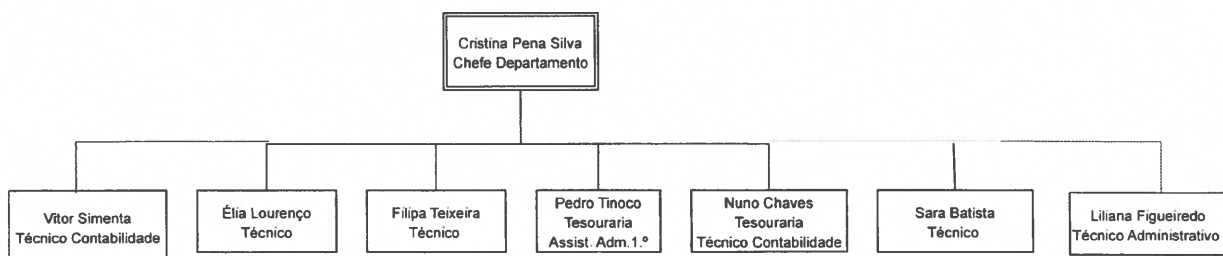 Cristina Pena Silva
Chefe Departamento
Vitor Simenta
Técnico Contabilidade
Élia Lourenço
Técnico
Filipa Teixeira
Técnico
Pedro Tinoco
Tesouraria
Assist. Adm.1.º
Nuno Chaves
Tesouraria
Técnico Contabilidade
Sara Batista
Técnico
Liliana Figueiredo
Técnico Administrativo